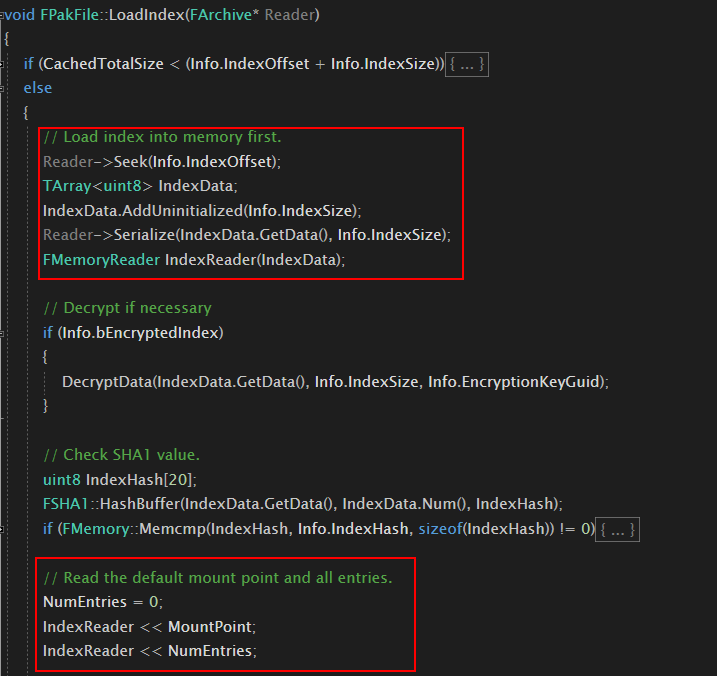 void FPakFile::LoadIndex(FArchive* Reader)
{
if (CachedTotalSize < (Info.IndexOffset + Info.IndexSize)){ ... }
else
{
// Load index into memory first.
Reader->Seek(Info.IndexOffset);
TArray<uint8> IndexData;
IndexData.AddUninitialized(Info.IndexSize);
Reader->Serialize(IndexData.GetData(), Info.IndexSize);
FMemoryReader IndexReader(IndexData);
// Decrypt if necessary
if (Info.bEncryptedIndex)
{
DecryptData(IndexData.GetData(), Info.IndexSize, Info.EncryptionKeyGuid);
}
// Check SHA1 value.
uint8 IndexHash[20];
FSHA1::HashBuffer(IndexData.GetData(), IndexData.Num(), IndexHash);
if (FMemory::Memcmp(IndexHash, Info.IndexHash, sizeof(IndexHash)) != 0){ ... }
// Read the default mount point and all entries.
NumEntries = 0;
IndexReader << MountPoint;
IndexReader << NumEntries;